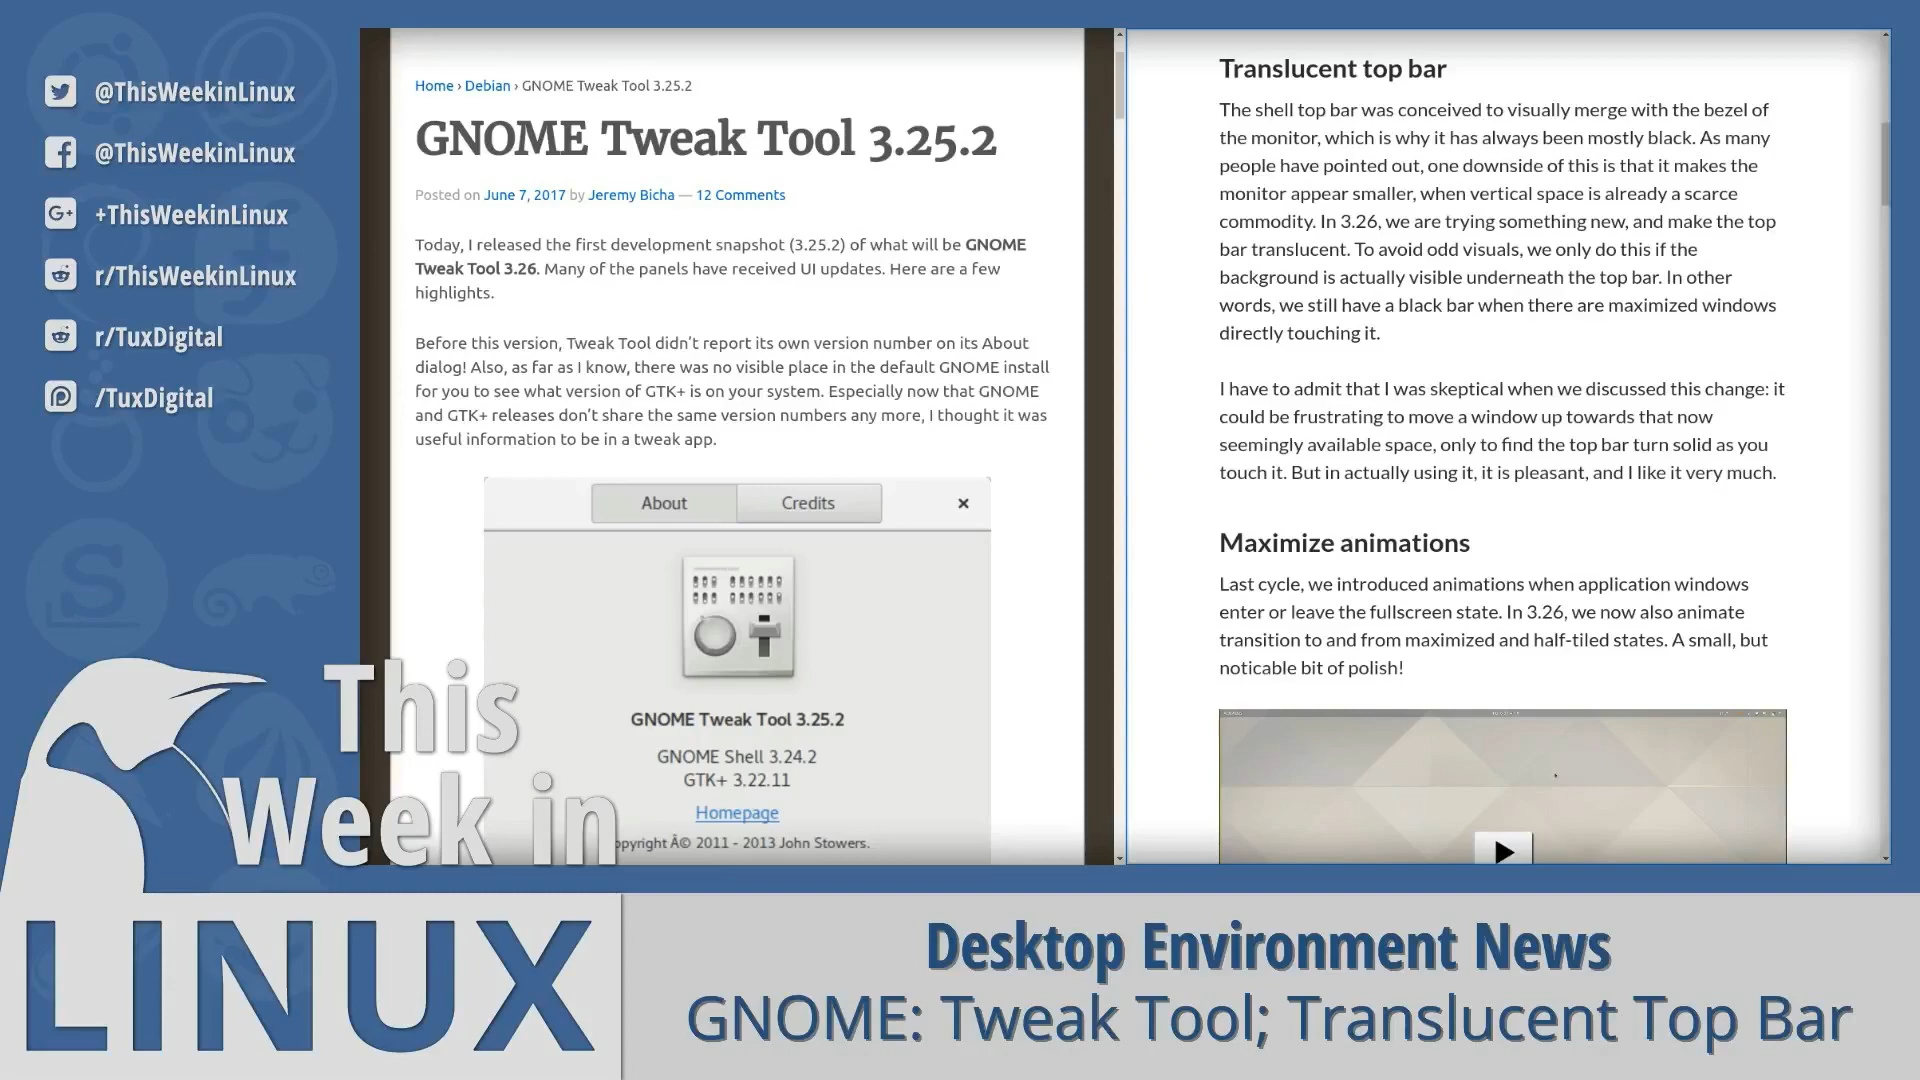 @ThisWeekinLinux
@ThisWeekinLinux
+ThisWeekinLinux
r/ThisWeekinLinux
r/TuxDigital
/TuxDigital
Home › Debian › GNOME Tweak Tool 3.25.2
GNOME Tweak Tool 3.25.2
Posted on June 7, 2017 by Jeremy Bicha — 12 Comments
Today, I released the first development snapshot (3.25.2) of what will be GNOME
Tweak Tool 3.26. Many of the panels have received UI updates. Here are a few
highlights.
Before this version, Tweak Tool didn't report its own version number on its About
dialog! Also, as far as I know, there was no visible place in the default GNOME install
for you to see what version of GTK+ is on your system. Especially now that GNOME
and GTK+ releases don't share the same version numbers any more, I thought it was
useful information to be in a tweak app.
About
Credits
GNOME Tweak Tool 3.25.2
GNOME Shell 3.24.2
GTK+ 3.22.11
Homepage
opyright Â© 2011 - 2013 John Stowers.
Translucent top bar
The shell top bar was conceived to visually merge with the bezel of
the monitor, which is why it has always been mostly black. As many
people have pointed out, one downside of this is that it makes the
monitor appear smaller, when vertical space is already a scarce
commodity. In 3.26, we are trying something new, and make the top
bar translucent. To avoid odd visuals, we only do this if the
background is actually visible underneath the top bar. In other
words, we still have a black bar when there are maximized windows
directly touching it.
I have to admit that I was skeptical when we discussed this change: it
could be frustrating to move a window up towards that now
seemingly available space, only to find the top bar turn solid as you
touch it. But in actually using it, it is pleasant, and I like it very much.
Maximize animations
Last cycle, we introduced animations when application windows
enter or leave the fullscreen state. In 3.26, we now also animate
transition to and from maximized and half-tiled states. A small, but
noticable bit of polish!
This
Week in
LINUX
Desktop Environment News
GNOME: Tweak Tool; Translucent Top Bar